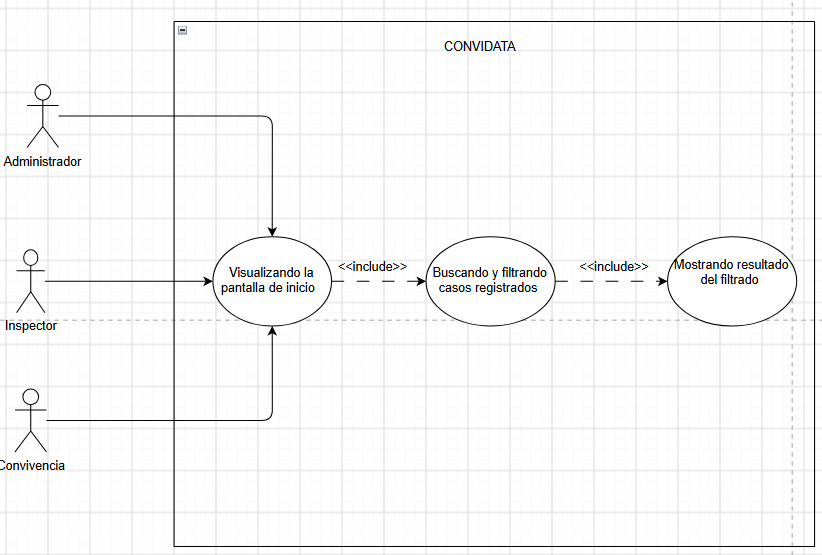 CONVIDATA
Administrador
Inspector
Convivencia
Visualizando la
pantalla de inicio
<<include>>
Buscando y filtrando
casos registrados
<<include>>
Mostrando resultado
del filtrado